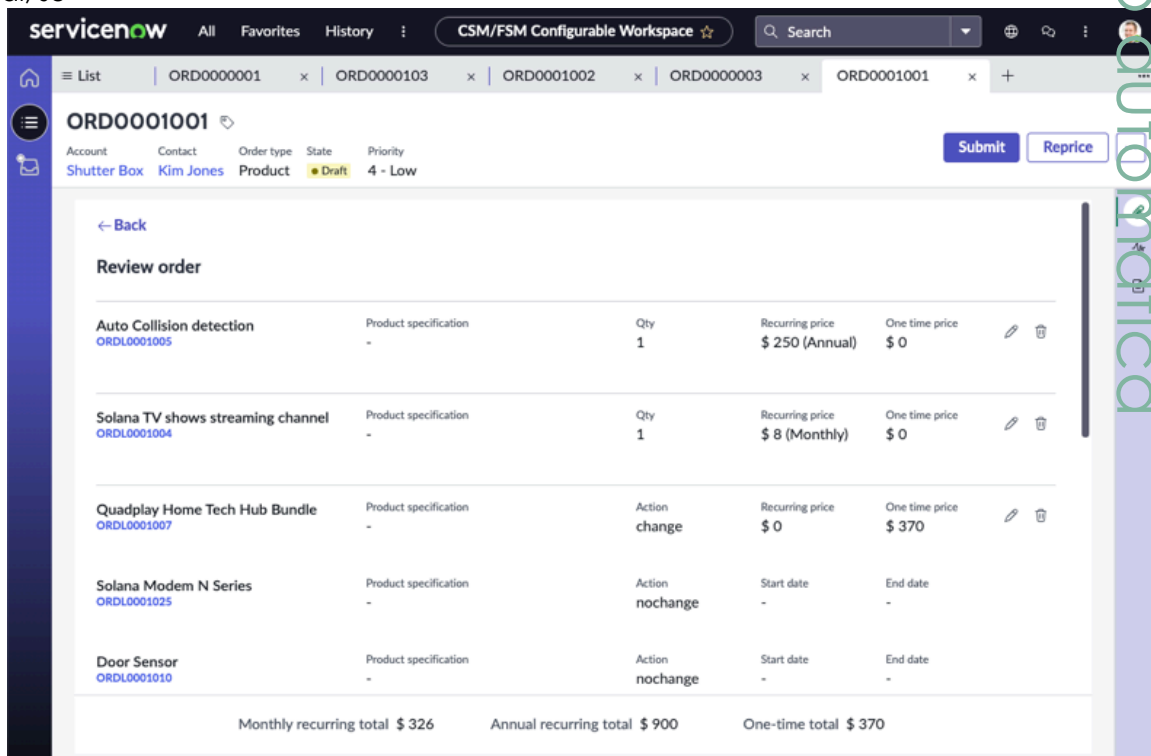 servicenow All Favorites History CSM/FSM Configurable Workspace Search
List ORD0000001 ORD0000103 ORD0001002 ORD0000003 ORD0001001
ORD0001001
Account Contact Order type State Priority
Shutter Box Kim Jones Product Draft 4 - Low
Submit Reprice
←Back
Review order
Auto Collision detection Product specification Qty Recurring price One time price
ORDL0001005 - 1 $ 250 (Annual) $ 0
Solana TV shows streaming channel Product specification Qty Recurring price One time price
ORDL0001004 - 1 $ 8 (Monthly) $ 0
Quadplay Home Tech Hub Bundle Product specification Action Recurring price One time price
ORDL0001007 - change $ 0 $ 370
Solana Modem N Series Product specification Action Start date End date
ORDL0001025 - nochange - -
Door Sensor Product specification Action Start date End date
ORDL0001010 - nochange - -
Monthly recurring total $ 326 Annual recurring total $ 900 One-time total $ 370